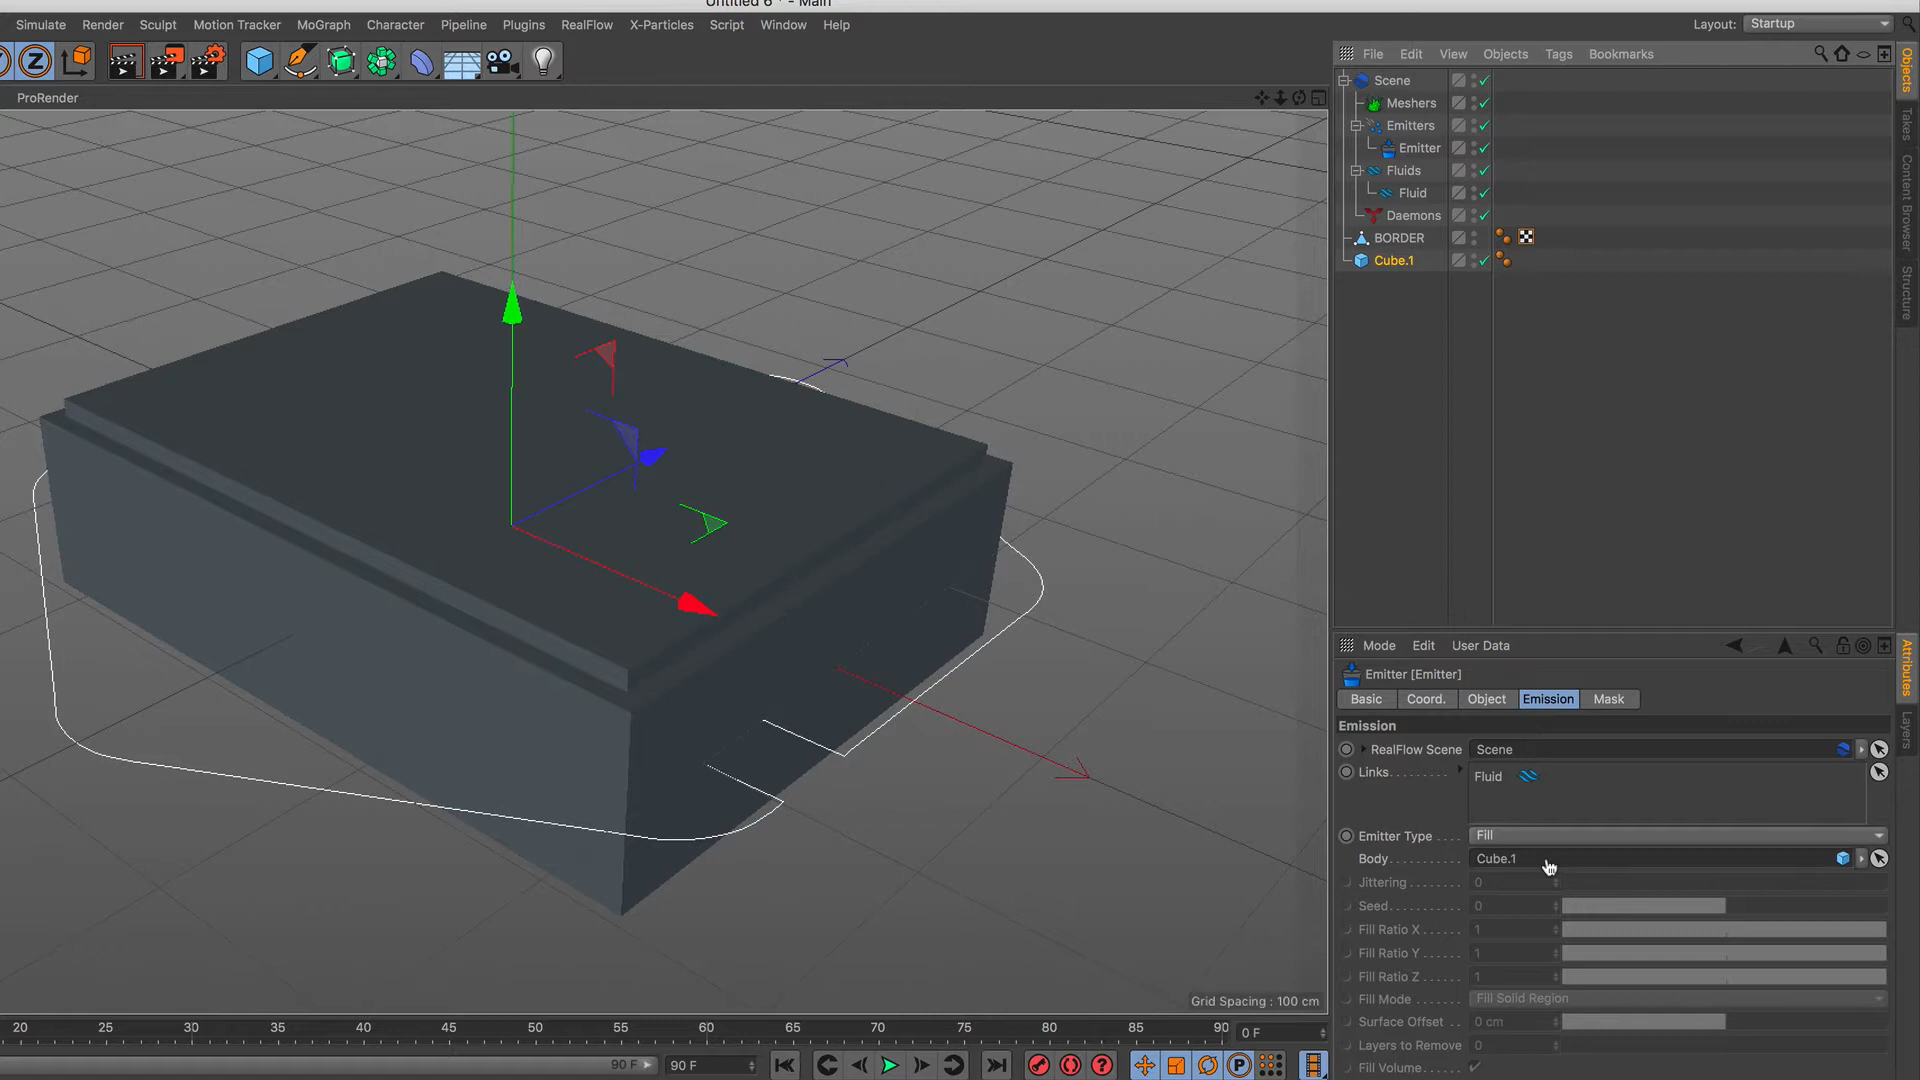 Untitled 6 * - Main
Simulate Render Sculpt Motion Tracker MoGraph Character Pipeline Plugins RealFlow X-Particles Script Window Help
Layout: Startup
ProRender
File Edit View Objects Tags Bookmarks
Scene
Meshers
Emitters
Emitter
Fluids
Fluid
Daemons
BORDER
Cube.1
Objects
Takes
Content Browser
Structure
Mode Edit User Data
Emitter [Emitter]
Basic Coord. Object Emission Mask
Emission
RealFlow Scene Scene
Links Fluid
Emitter Type Fill
Body Cube.1
Jittering 0
Seed 0
Fill Ratio X 1
Fill Ratio Y 1
Fill Ratio Z 1
Fill Mode Fill Solid Region
Surface Offset 0 cm
Layers to Remove 0
Fill Volume
Attributes
Layers
Grid Spacing : 100 cm
20 25 30 35 40 45 50 55 60 65 70 75 80 85 90 0 F
90 F 90 F